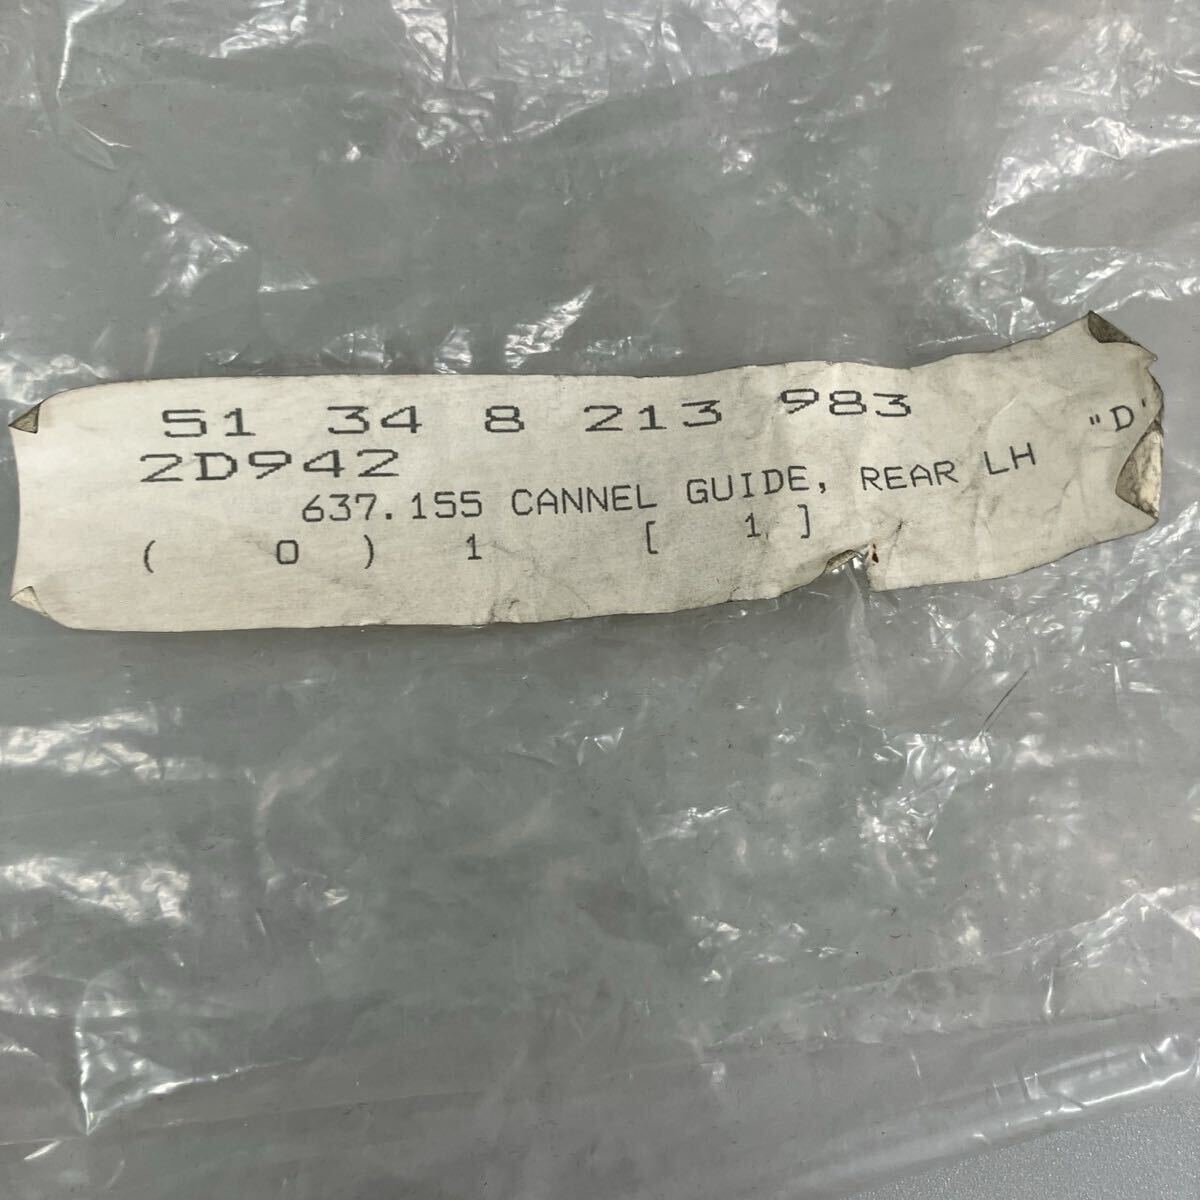 51 34 8 213 983
2D942 "D"
637.155 CANNEL GUIDE, REAR LH
( 0 ) 1 [ 1 ]